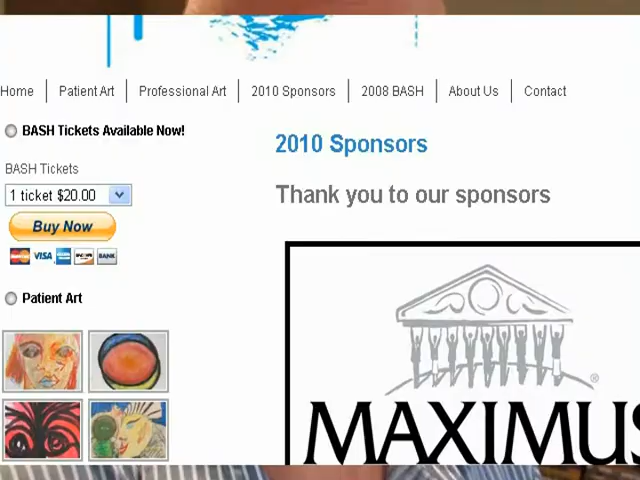 Home
Patient Art
Professional Art
2010 Sponsors
2008 BASH
About Us
Contact
BASH Tickets Available Now!
BASH Tickets
1 ticket $20.00
Buy Now
VISA
BANK
Patient Art
2010 Sponsors
Thank you to our sponsors
MAXIMUS
®